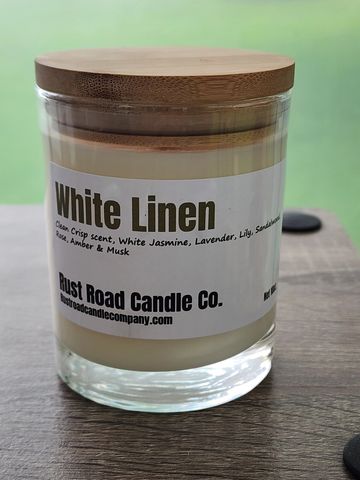 White Linen
Clean Crisp scent, White Jasmine, Lavender, Lily, Sandalwood,
Rose, Amber & Musk
Rust Road Candle Co.
Rustroadcandlecompany.com